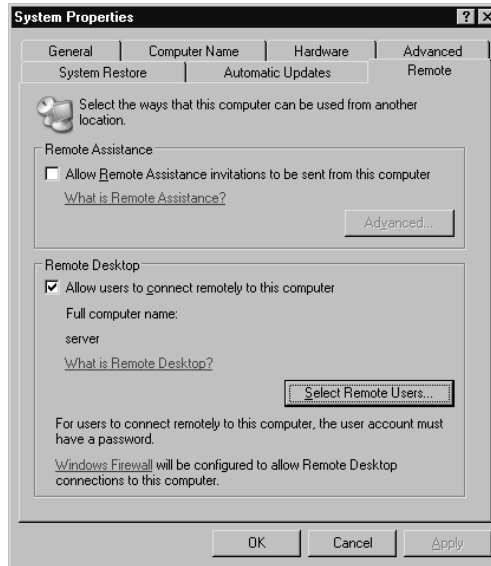 System Properties
General Computer Name Hardware Advanced
System Restore Automatic Updates Remote
Select the ways that this computer can be used from another
location.
Remote Assistance
Allow Remote Assistance invitations to be sent from this computer
What is Remote Assistance?
Advanced...
Remote Desktop
Allow users to connect remotely to this computer
Full computer name:
server
What is Remote Desktop?
Select Remote Users...
For users to connect remotely to this computer, the user account must
have a password.
Windows Firewall will be configured to allow Remote Desktop
connections to this computer.
OK Cancel Apply